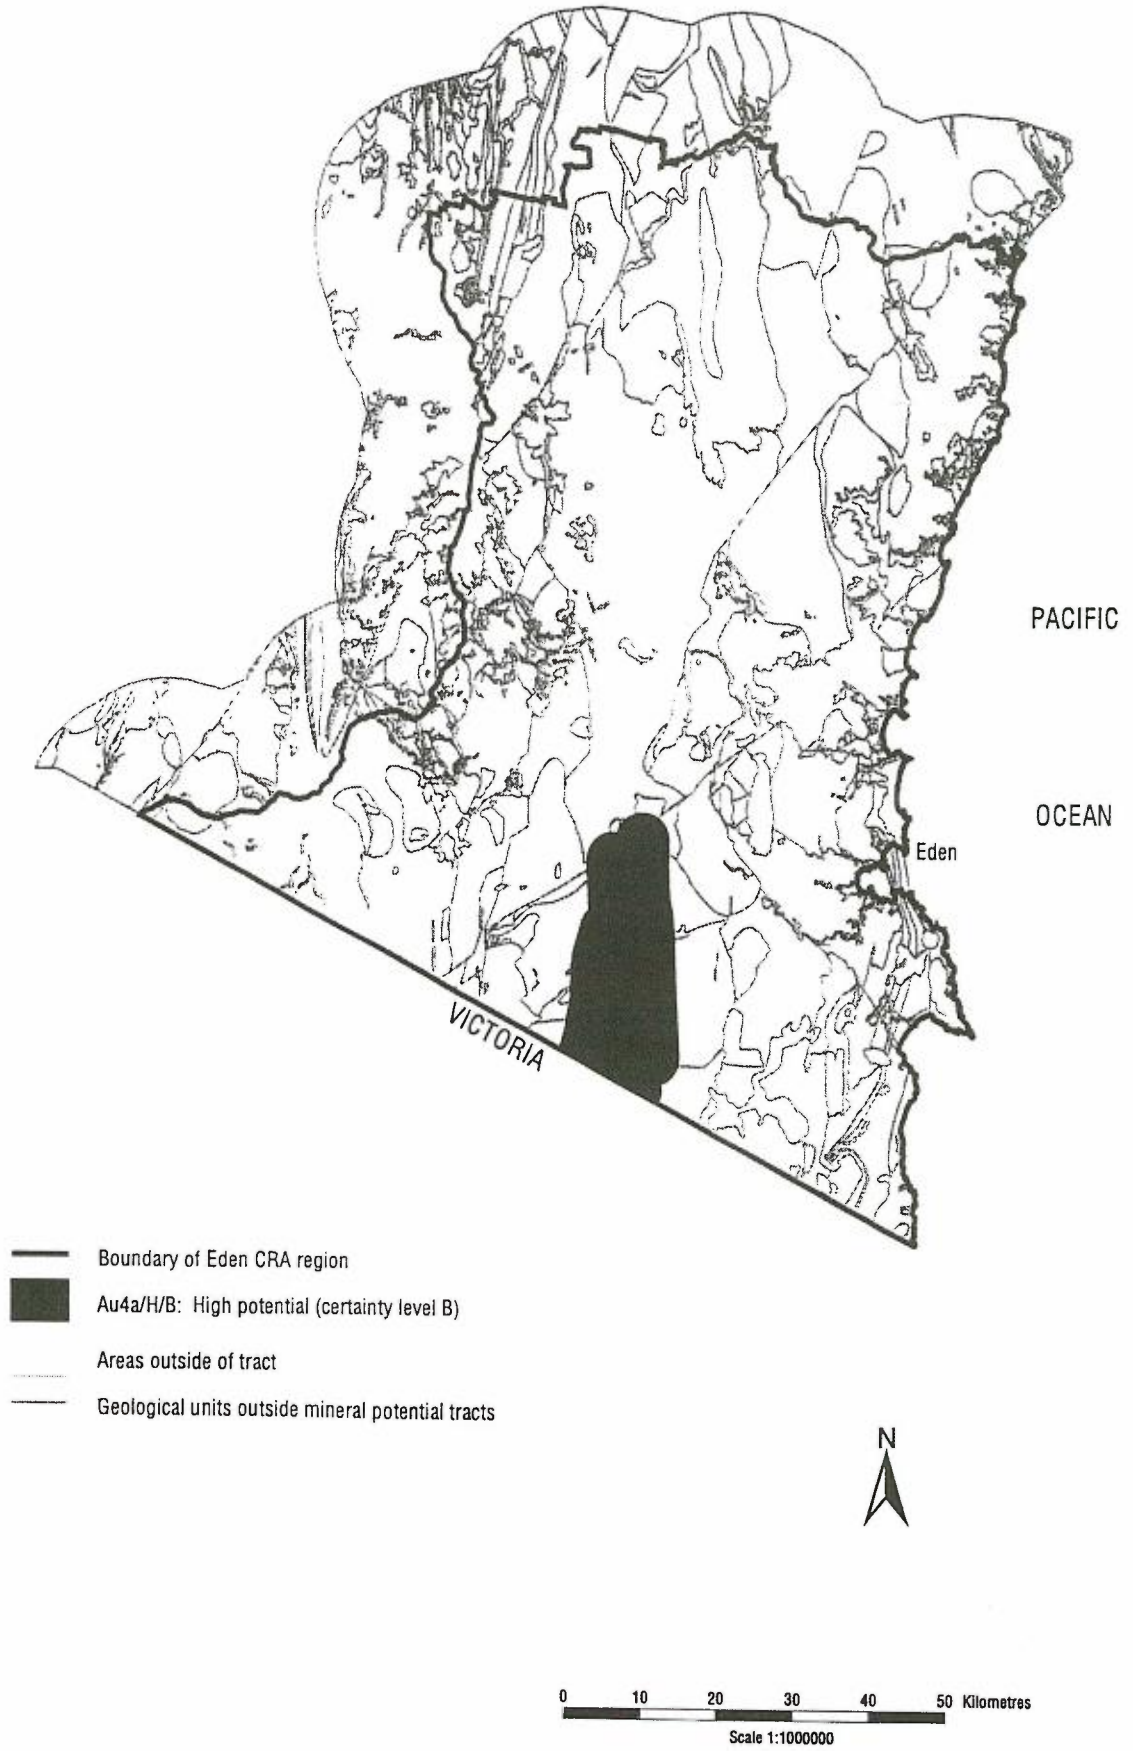 PACIFIC
OCEAN
Eden
VICTORIA
Boundary of Eden CRA region
Au4a/H/B: High potential (certainty level B)
Areas outside of tract
Geological units outside mineral potential tracts
N
0 10 20 30 40 50 Kilometres
Scale 1:1000000